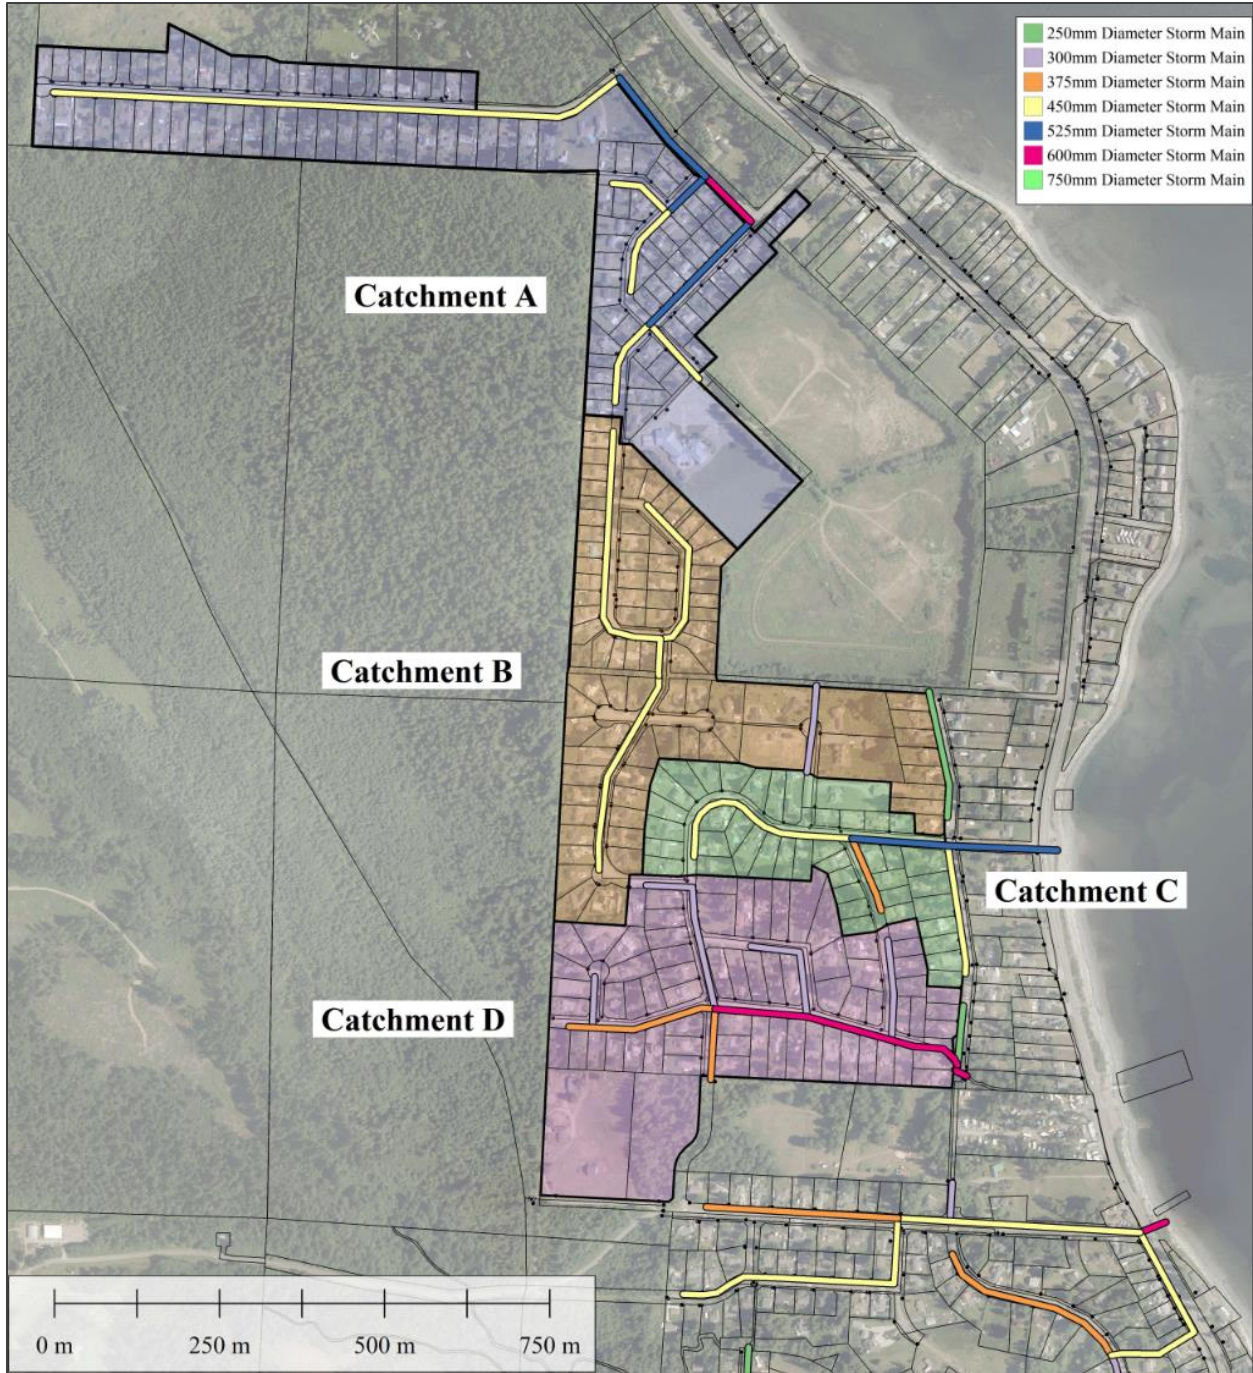 250mm Diameter Storm Main
300mm Diameter Storm Main
375mm Diameter Storm Main
450mm Diameter Storm Main
525mm Diameter Storm Main
600mm Diameter Storm Main
750mm Diameter Storm Main
Catchment A
Catchment B
Catchment C
Catchment D
0 m 250 m 500 m 750 m